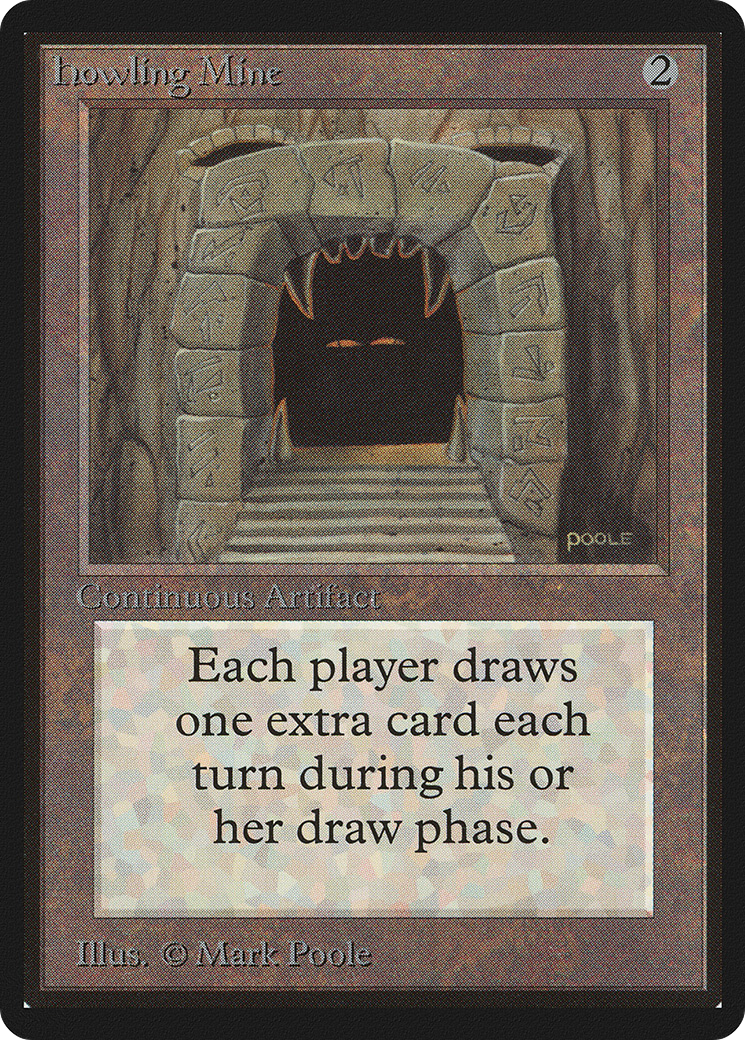 Howling Mine
2
POOLE
Continuous Artifact
Each player draws
one extra card each
turn during his or
her draw phase.
Illus. © Mark Poole